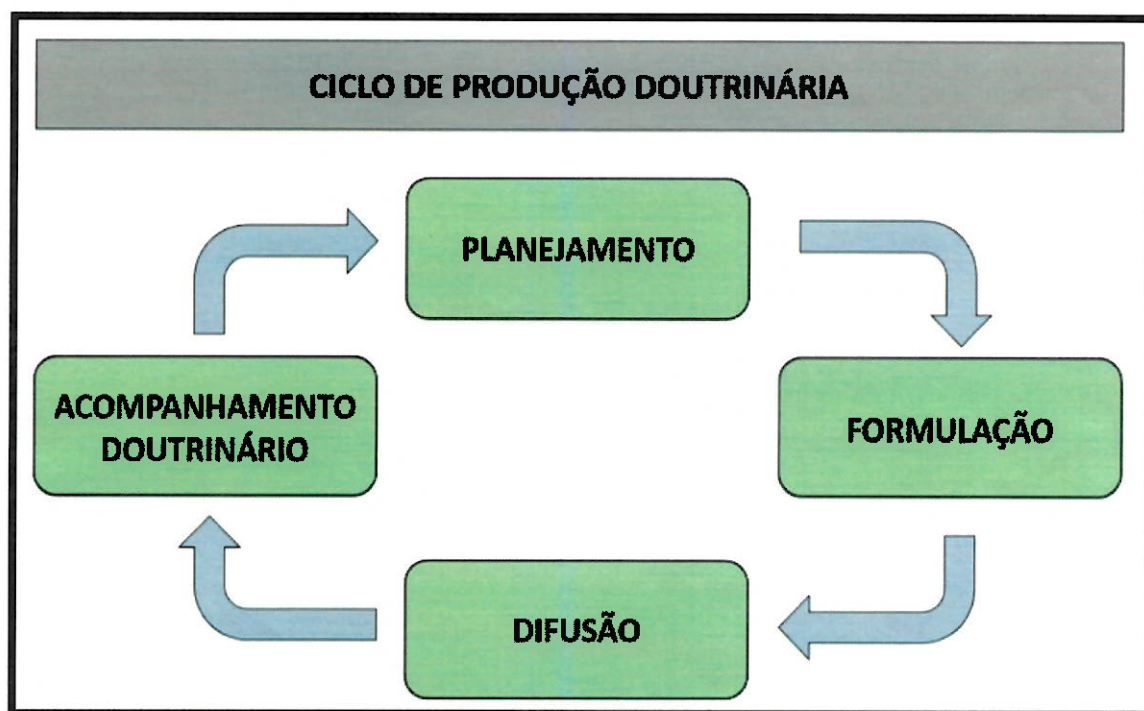 CICLO DE PRODUÇÃO DOUTRINÁRIA
PLANEJAMENTO
FORMULAÇÃO
DIFUSÃO
ACOMPANHAMENTO
DOUTRINÁRIO